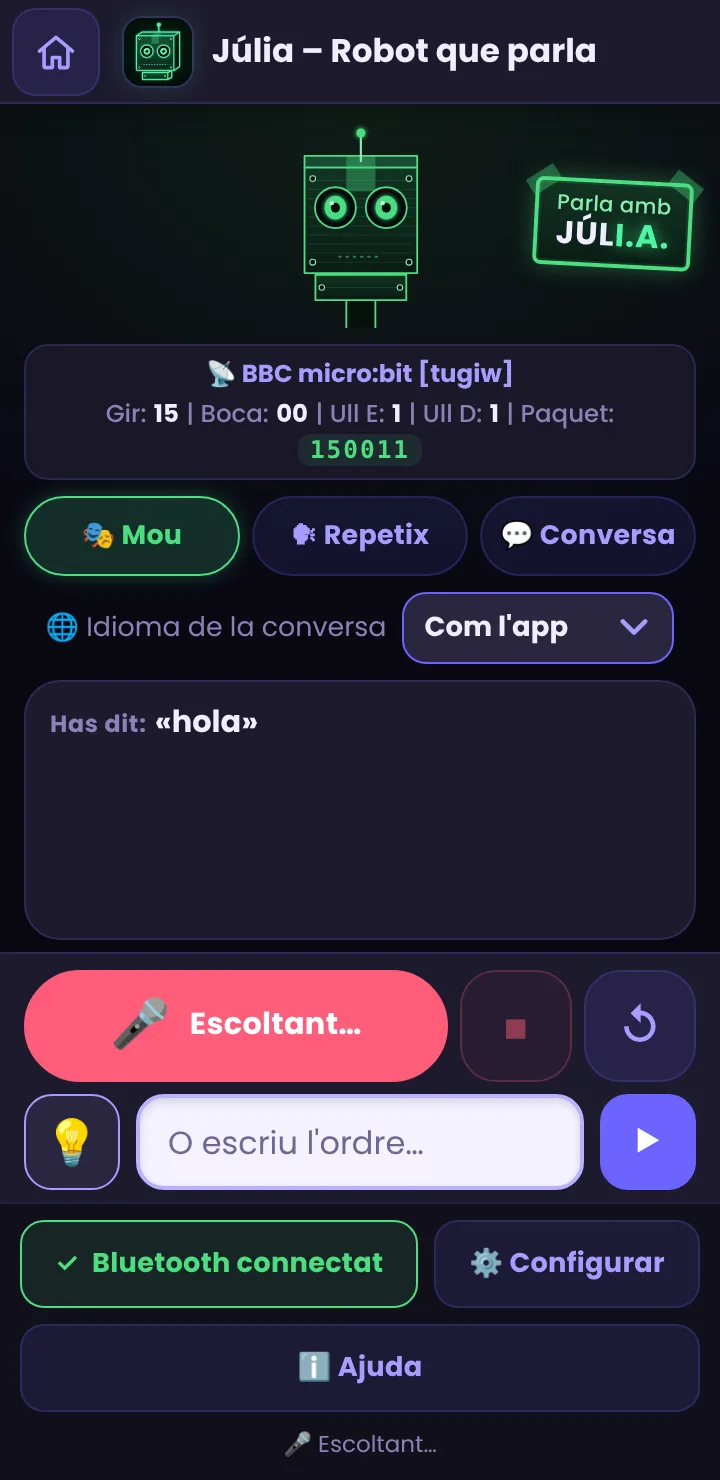 Júlia – Robot que parla
Parla amb
JÚLI.A.
📡 BBC micro:bit [tugiw]
Gir: 15 | Boca: 00 | Ull E: 1 | Ull D: 1 | Paquet:
150011
🎭 Mou
🗣 Repetix
💬 Conversa
🌐 Idioma de la conversa
Com l'app
Has dit: «hola»
🎤 Escoltant…
O escriu l'ordre…
✓ Bluetooth connectat
⚙️ Configurar
ℹ️ Ajuda
🎤 Escoltant…